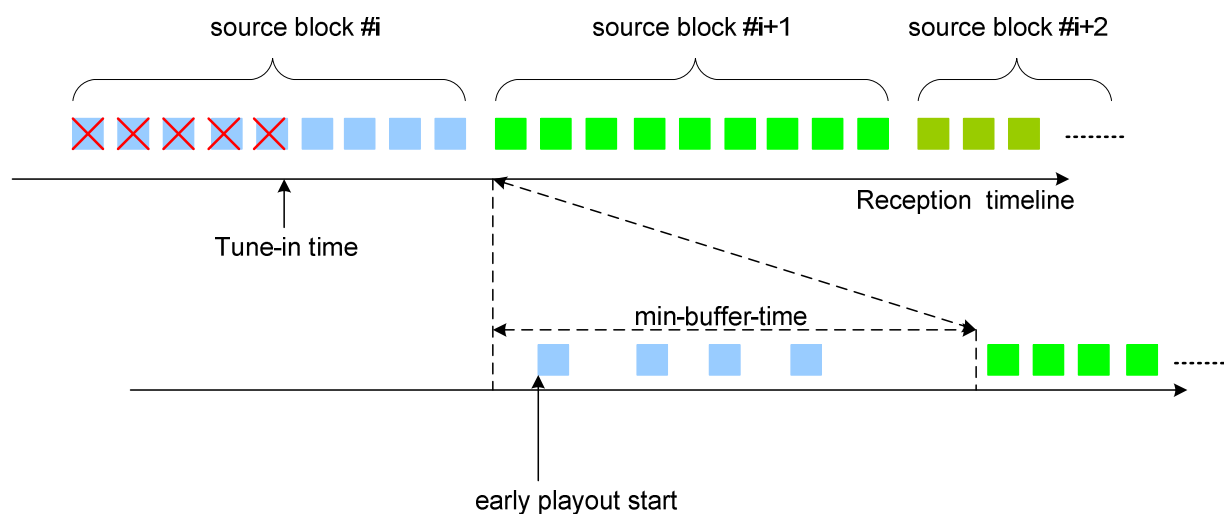 source block #i
source block #i+1
source block #i+2
Reception timeline
Tune-in time
min-buffer-time
early playout start